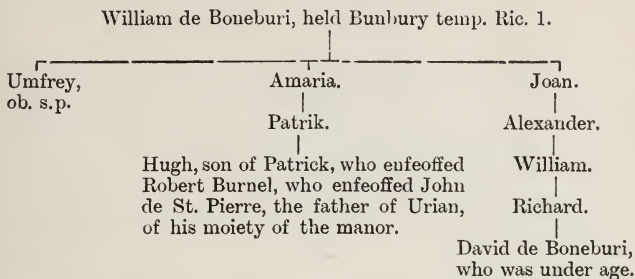 William de Boneburi, held Bunbury temp. Ric. 1.
Umfrey,
ob. s.p.
Amaria.
Patrik.
Hugh, son of Patrick, who enfeoffed
Robert Burnel, who enfeoffed John
de St. Pierre, the father of Urian,
of his moiety of the manor.
Joan.
Alexander.
William.
Richard.
David de Boneburi,
who was under age.